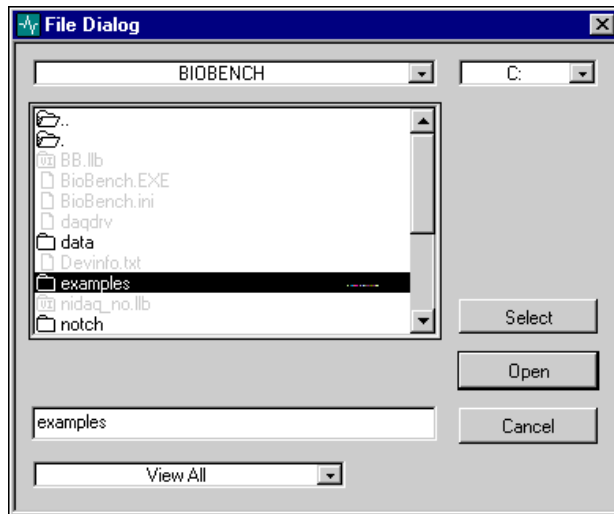 File Dialog
BIOBENCH
C:
..
.
BB.llb
BioBench.EXE
BioBench.ini
daqdrv
data
Devinfo.txt
examples
nidaq_no.llb
notch
Select
Open
examples
Cancel
View All